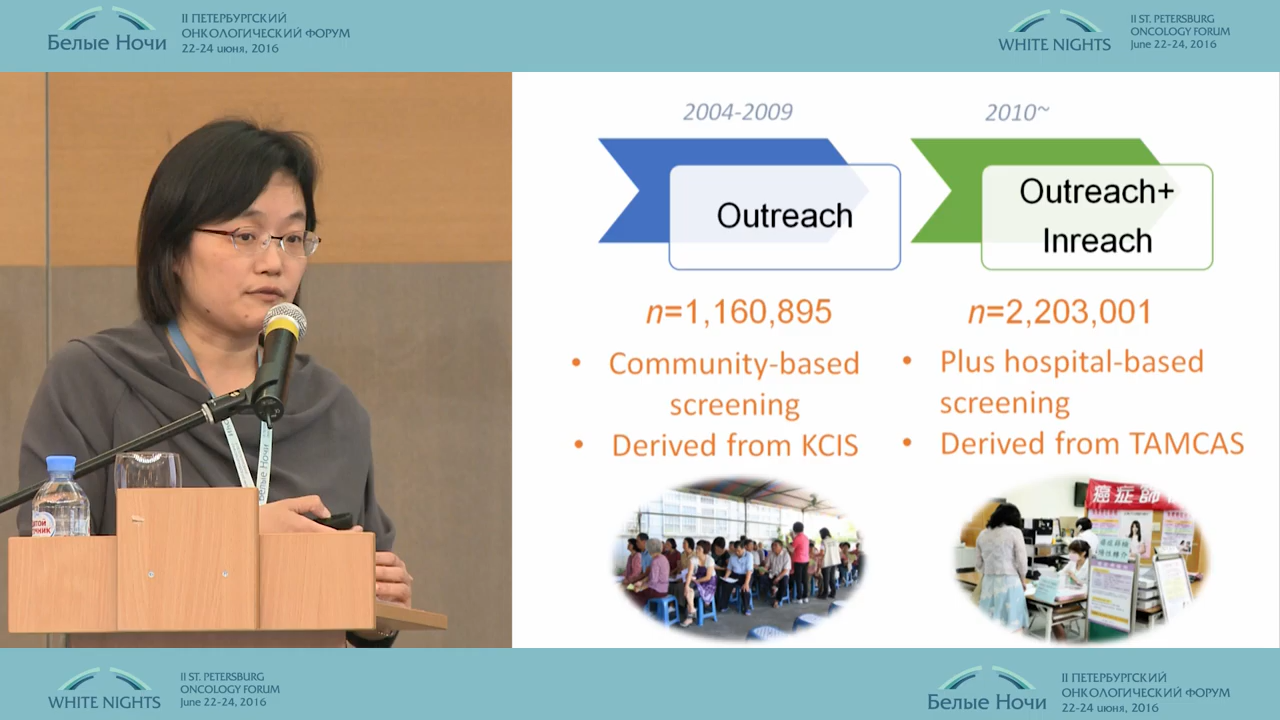 II ПЕТЕРБУРГСКИЙ
ОНКОЛОГИЧЕСКИЙ ФОРУМ
22-24 июня, 2016
Белые Ночи
II ST. PETERSBURG
ONCOLOGY FORUM
June 22-24, 2016
WHITE NIGHTS
2004-2009
2010~
Outreach
Outreach+
Inreach
n=1,160,895
n=2,203,001
• Community-based
screening
• Derived from KCIS
• Plus hospital-based
screening
• Derived from TAMCAS
癌症篩
Белые Ночи
II ST. PETERSBURG
ONCOLOGY FORUM
June 22-24, 2016
WHITE NIGHTS
II ПЕТЕРБУРГСКИЙ
ОНКОЛОГИЧЕСКИЙ ФОРУМ
22-24 июня, 2016
Белые Ночи